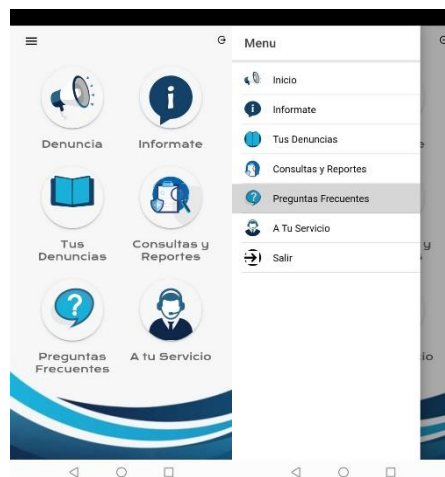 Denuncia
Informate
Tus
Denuncias
Consultas y
Reportes
Preguntas
Frecuentes
A tu Servicio
Menu
Inicio
Informate
Tus Denuncias
Consultas y Reportes
Preguntas Frecuentes
A Tu Servicio
Salir
e
y
io